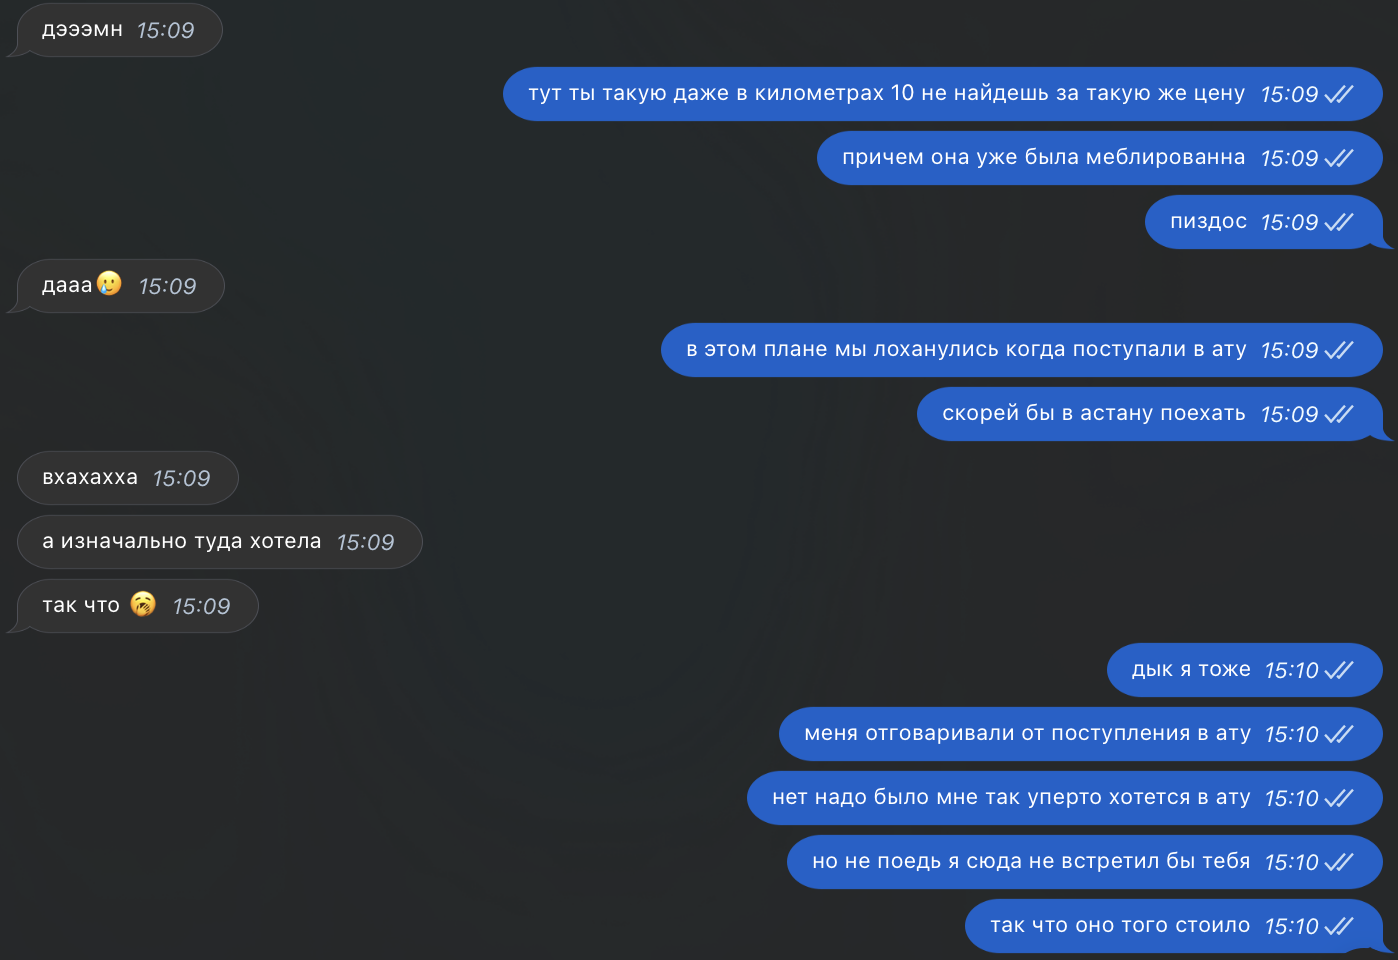 дэээмн 15:09
тут ты такую даже в километрах 10 не найдешь за такую же цену 15:09
причем она уже была меблированна 15:09
пиздос 15:09
дааа🥲 15:09
в этом плане мы лоханулись когда поступали в ату 15:09
скорей бы в астану поехать 15:09
вхахахха 15:09
а изначально туда хотела 15:09
так что 🥱 15:09
дык я тоже 15:10
меня отговаривали от поступления в ату 15:10
нет надо было мне так уперто хотется в ату 15:10
но не поедь я сюда не встретил бы тебя 15:10
так что оно того стоило 15:10